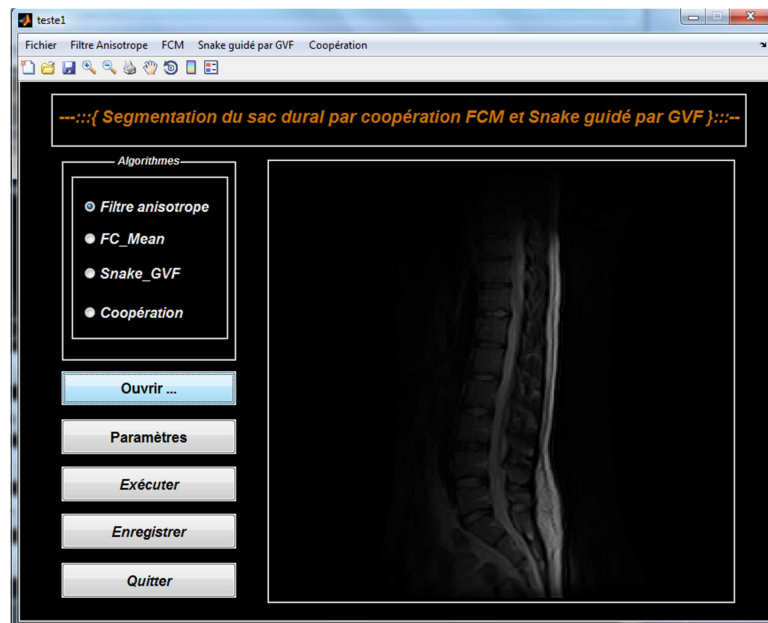 teste1
Fichier Filtre Anisotrope FCM Snake guidé par GVF Coopération
---:::{ Segmentation du sac dural par coopération FCM et Snake guidé par GVF }:::--
Algorithmes
Filtre anisotrope
FC_Mean
Snake_GVF
Coopération
Ouvrir ...
Paramètres
Exécuter
Enregistrer
Quitter